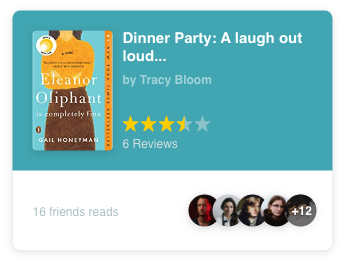 Dinner Party: A laugh out
loud...
by Tracy Bloom
Eleanor
Oliphant
is completely fine
GAIL HONEYMAN
6 Reviews
16 friends reads
+12